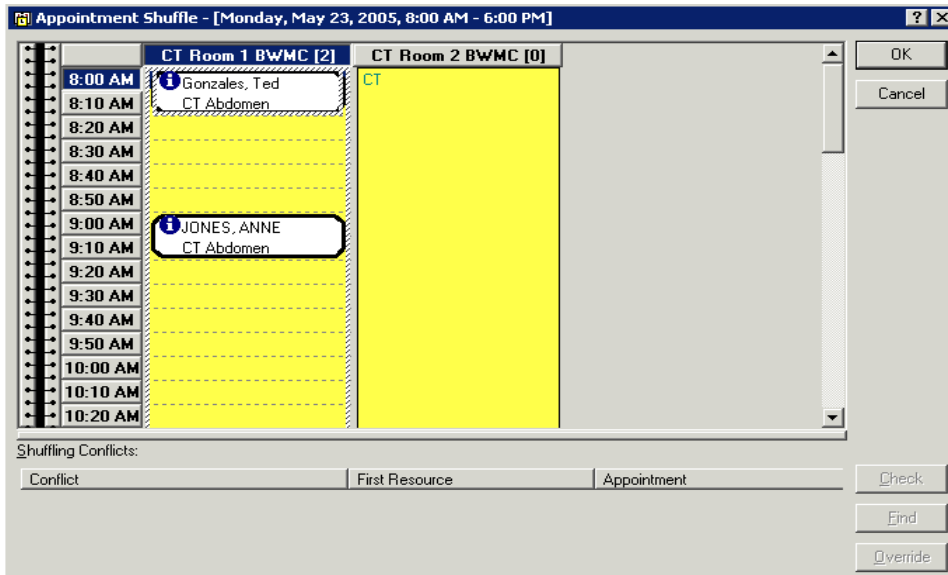 Appointment Shuffle - [Monday, May 23, 2005, 8:00 AM - 6:00 PM]
CT Room 1 BWMC [2] CT Room 2 BWMC [0]
OK
Cancel
8:00 AM Gonzales, Ted CT
8:10 AM CT Abdomen
8:20 AM
8:30 AM
8:40 AM
8:50 AM
9:00 AM JONES, ANNE
9:10 AM CT Abdomen
9:20 AM
9:30 AM
9:40 AM
9:50 AM
10:00 AM
10:10 AM
10:20 AM
Shuffling Conflicts:
Conflict First Resource Appointment
Check
Find
Override